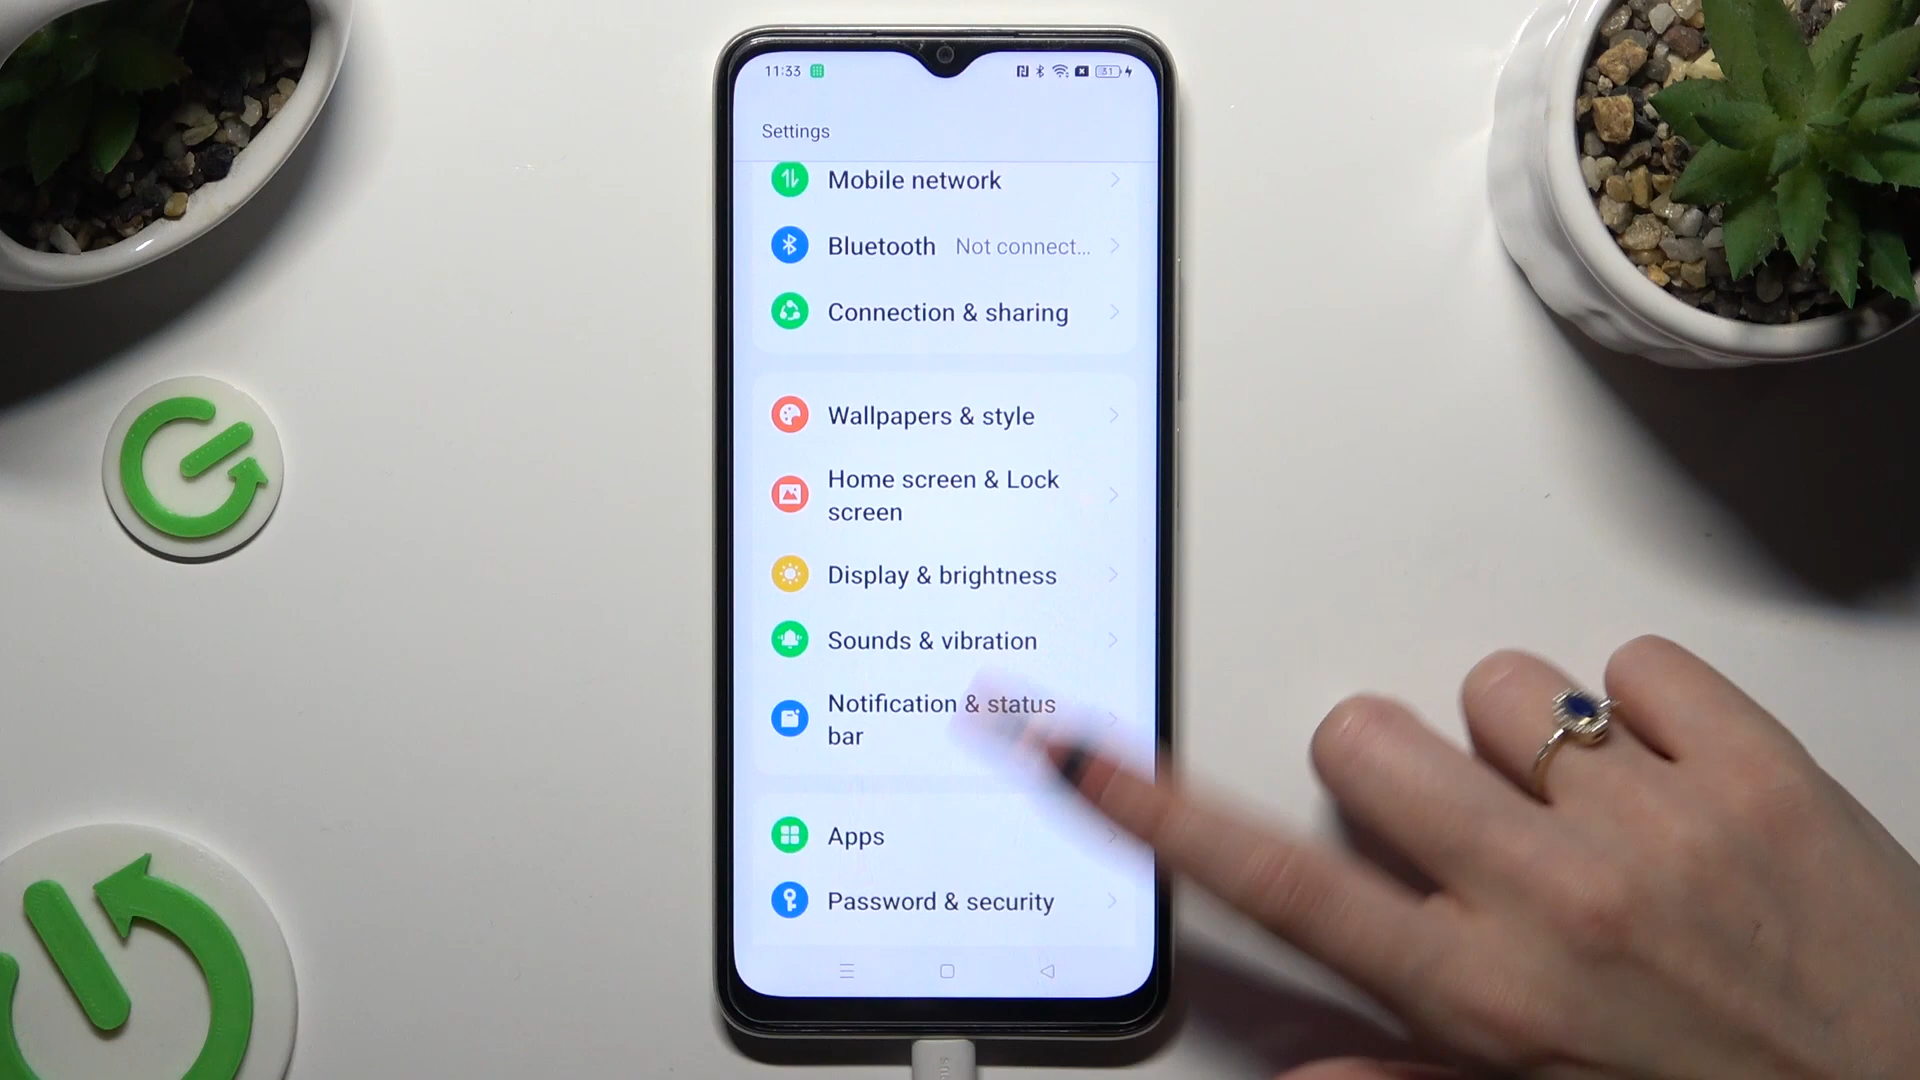 11:33
31
Settings
Mobile network
Bluetooth Not connect...
Connection & sharing
Wallpapers & style
Home screen & Lock
screen
Display & brightness
Sounds & vibration
Notification & status
bar
Apps
Password & security